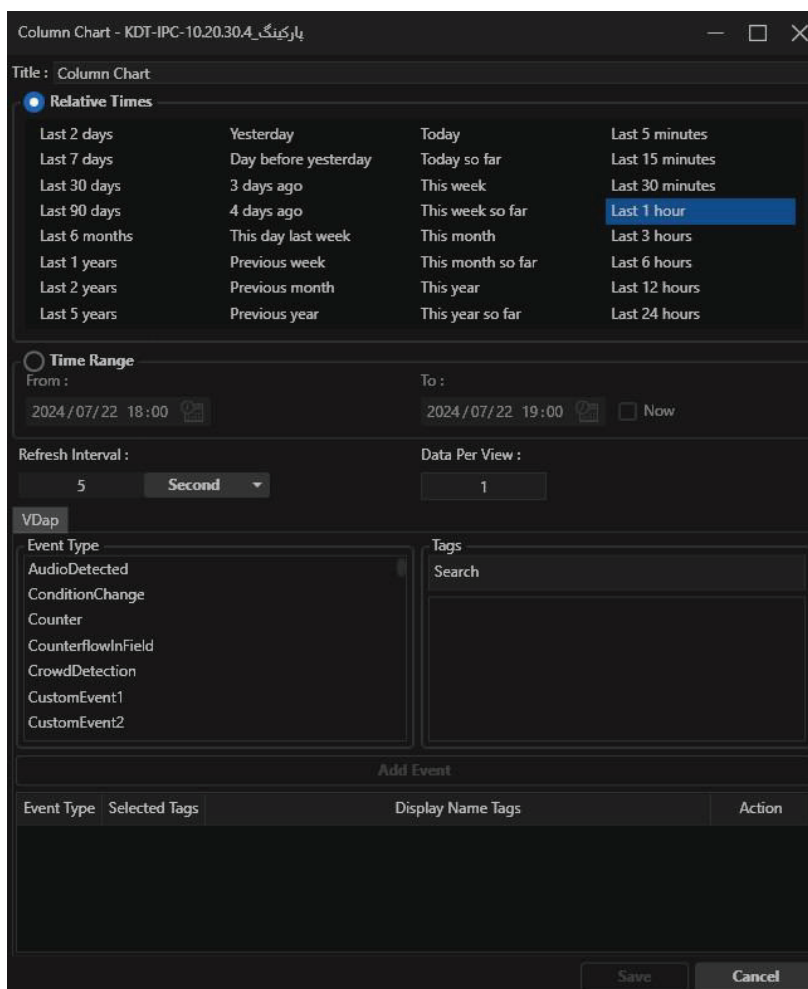 Column Chart - KDT-IPC-10.20.30.4_پارکینگ
Title : Column Chart
Relative Times
Last 2 days Yesterday Today Last 5 minutes
Last 7 days Day before yesterday Today so far Last 15 minutes
Last 30 days 3 days ago This week Last 30 minutes
Last 90 days 4 days ago This week so far Last 1 hour
Last 6 months This day last week This month Last 3 hours
Last 1 years Previous week This month so far Last 6 hours
Last 2 years Previous month This year Last 12 hours
Last 5 years Previous year This year so far Last 24 hours
Time Range
From : To :
2024/07/22 18:00 2024/07/22 19:00 Now
Refresh Interval : Data Per View :
5 Second 1
VDap
Event Type Tags
AudioDetected Search
ConditionChange
Counter
CounterflowInField
CrowdDetection
CustomEvent1
CustomEvent2
Add Event
Event Type Selected Tags Display Name Tags Action
Save Cancel